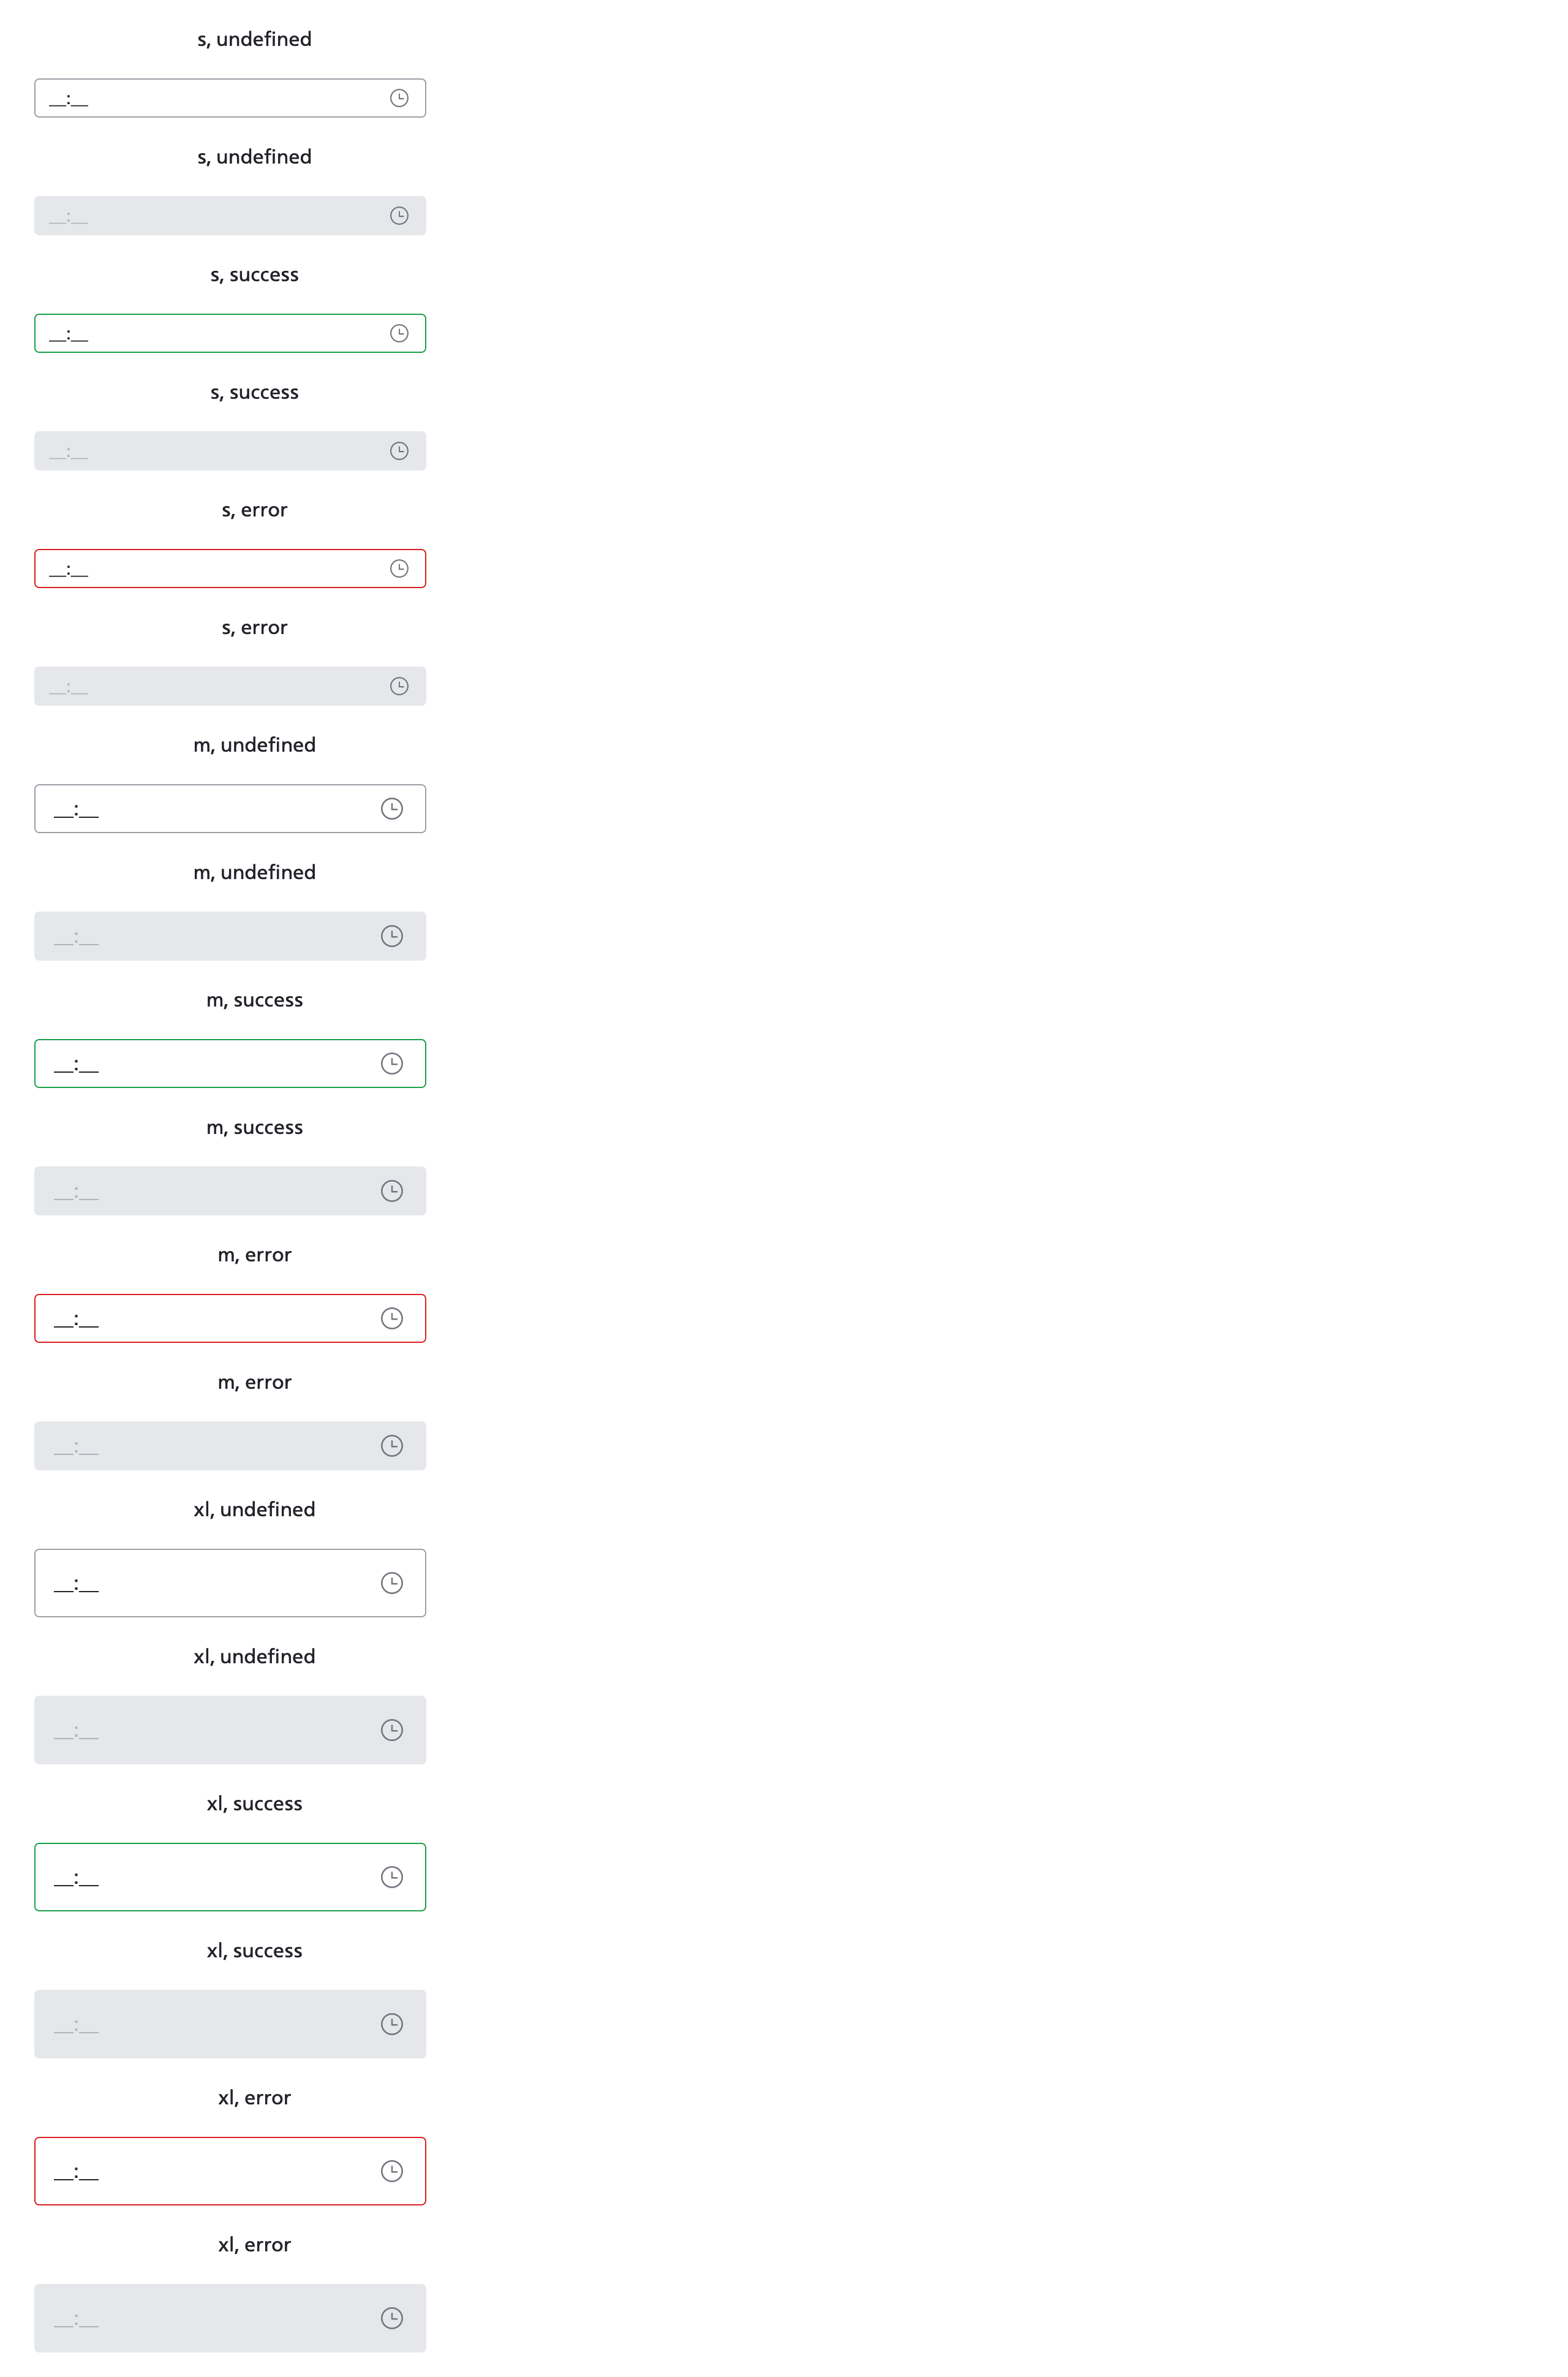 s, undefined
__:__
s, undefined
__:__
s, success
__:__
s, success
__:__
s, error
__:__
s, error
__:__
m, undefined
__:__
m, undefined
__:__
m, success
__:__
m, success
__:__
m, error
__:__
m, error
__:__
xl, undefined
__:__
xl, undefined
__:__
xl, success
__:__
xl, success
__:__
xl, error
__:__
xl, error
__:__